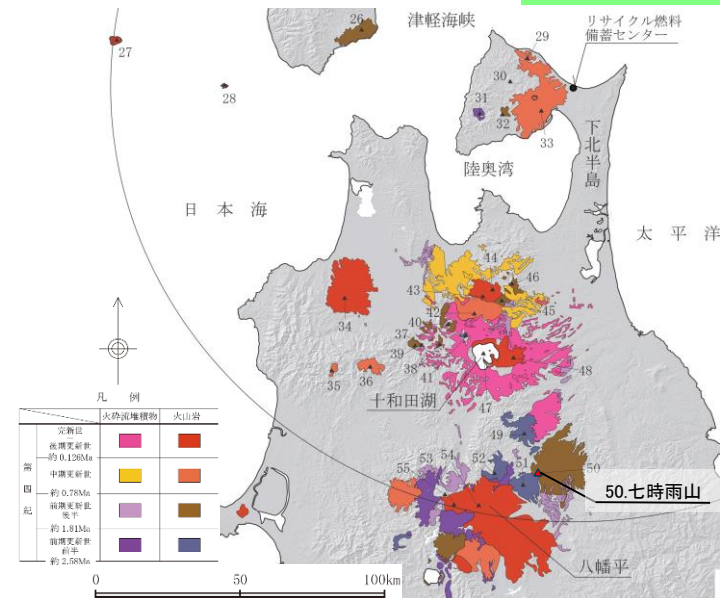 津軽海峡
リサイクル燃料
備蓄センター
26
27
28
29
30
31
32
33
陸奥湾
下北半島
日本海
太平洋
34
35
36
37
38
39
40
41
42
43
44
45
46
47
48
十和田湖
49
50
51
52
53
54
55
50.七時雨山
八幡平
凡例
火砕流堆積物
火山岩
第四紀
完新世
後期更新世
約 0.126Ma
中期更新世
約 0.78Ma
前期更新世
後半
約 1.81Ma
前期更新世
前半
約 2.58Ma
0
50
100km